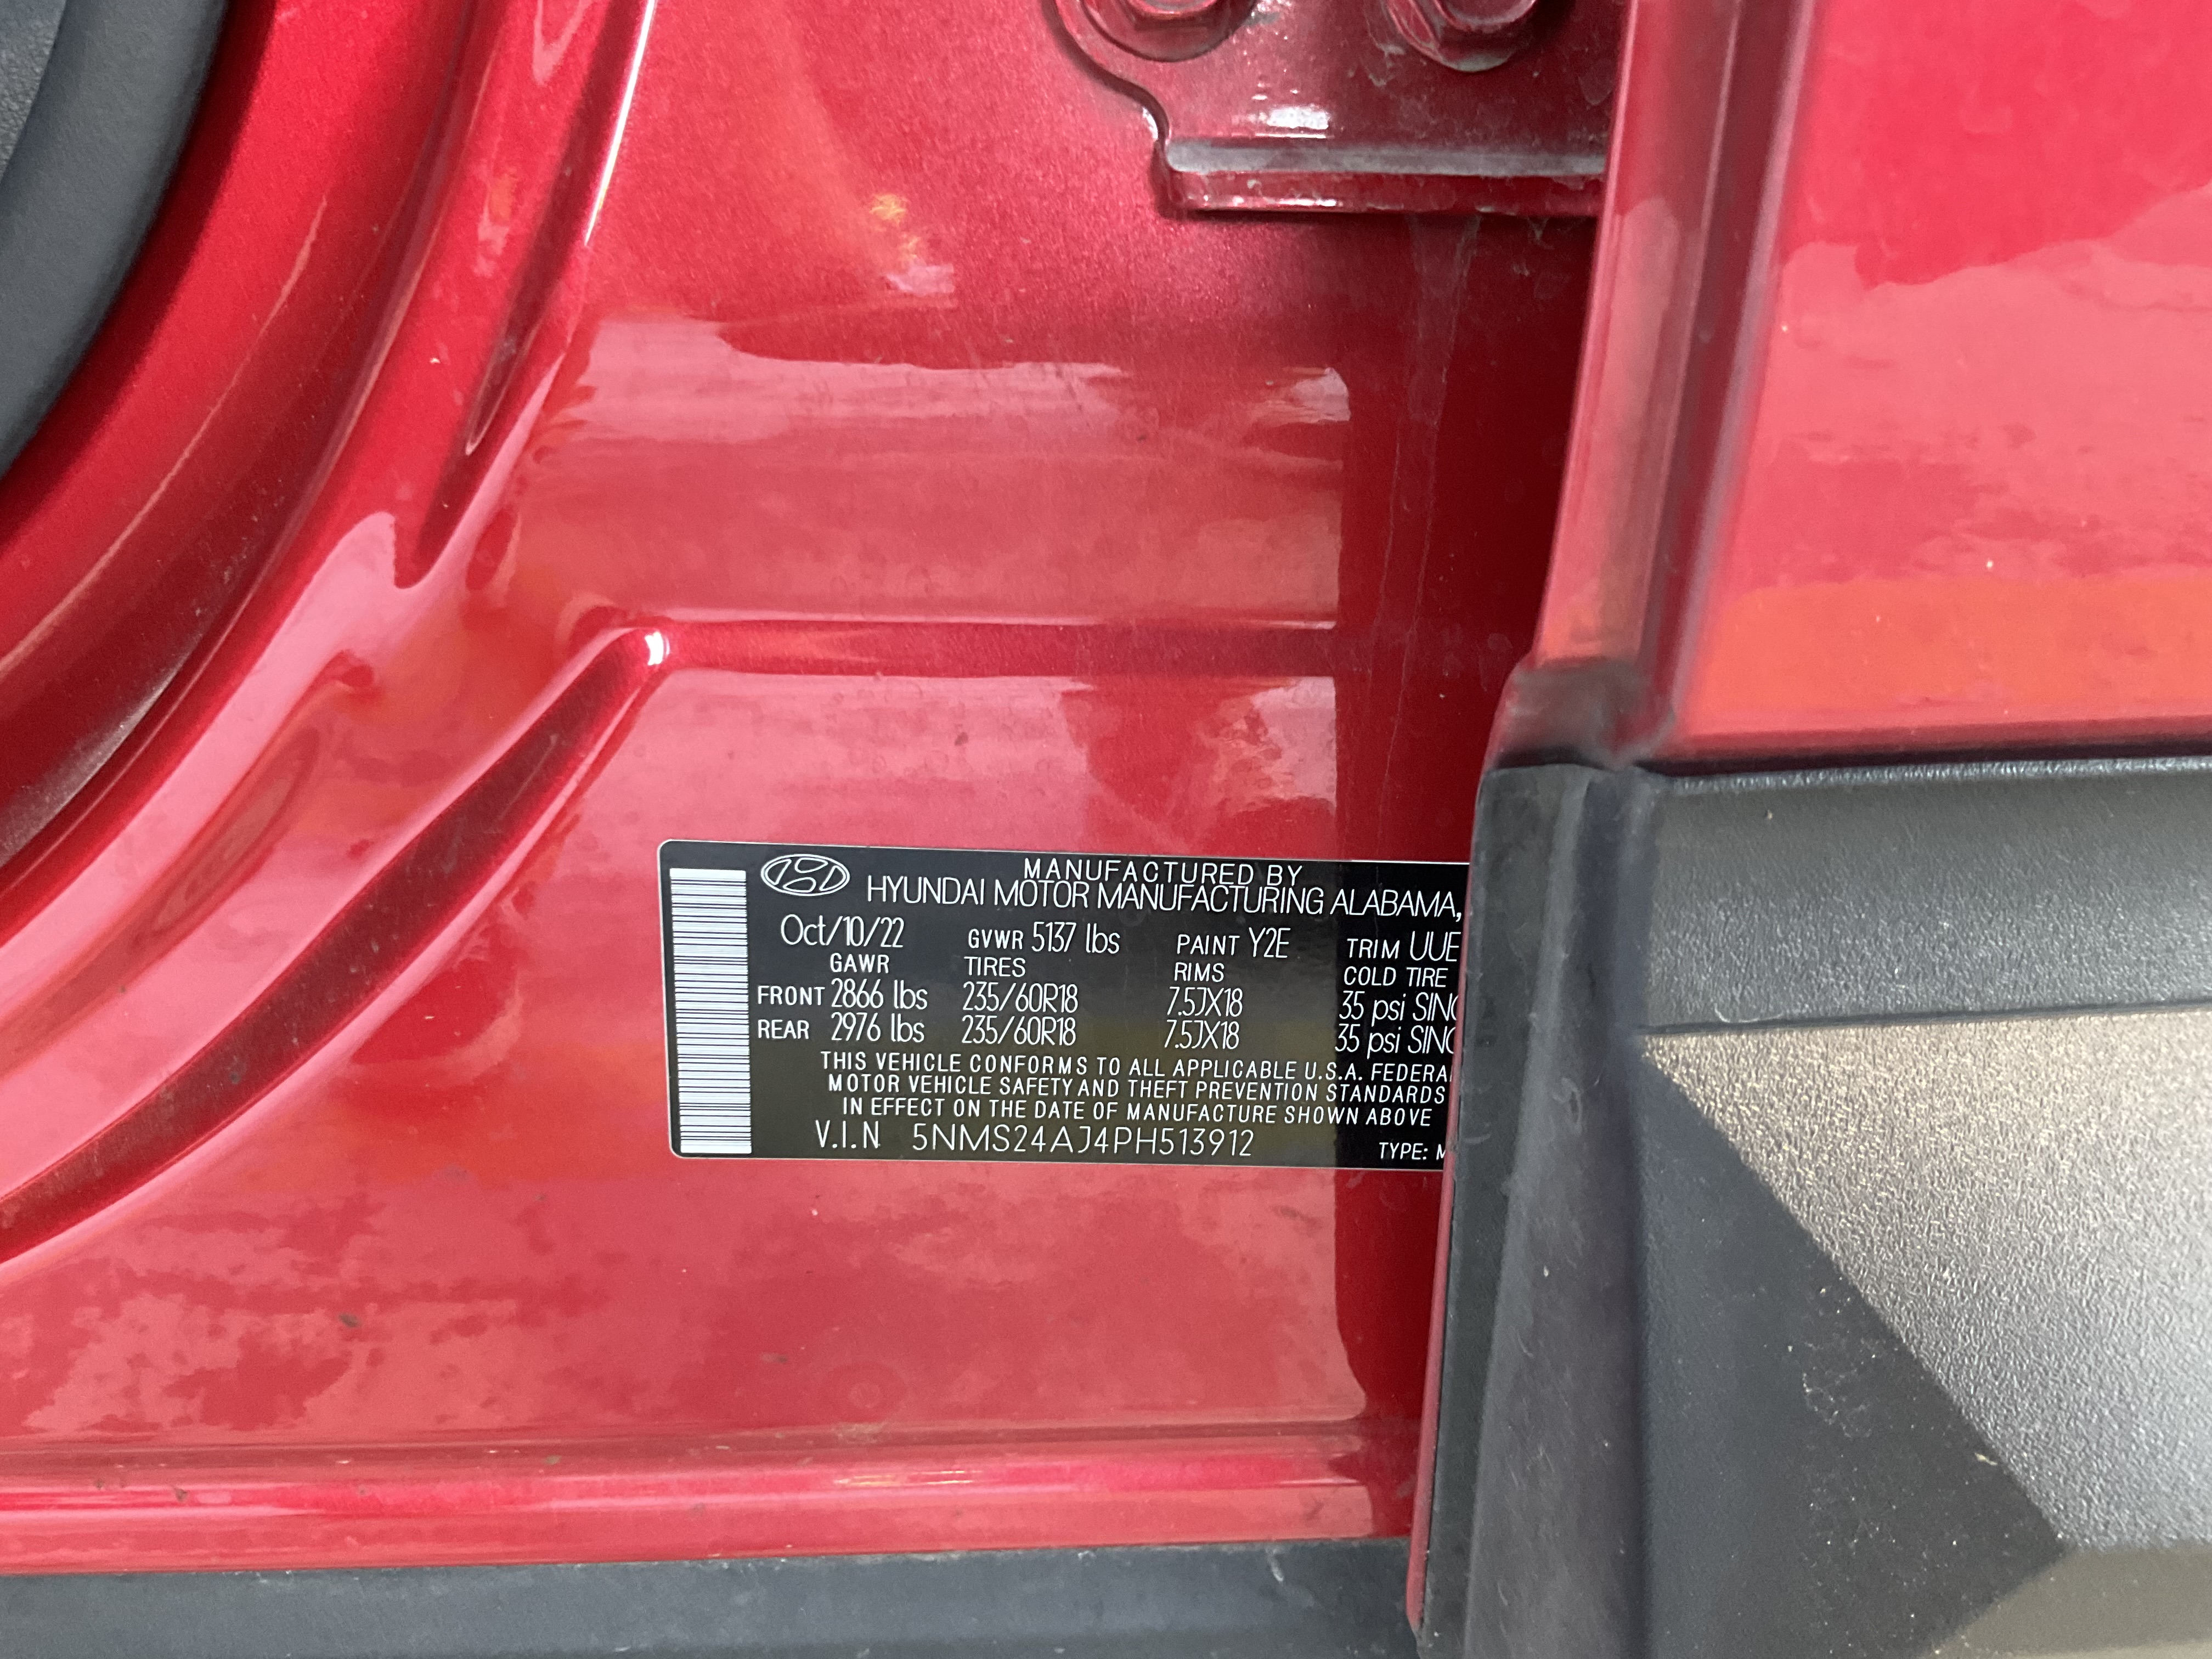 MANUFACTURED BY
HYUNDAI MOTOR MANUFACTURING ALABAMA,
Oct/10/22 GVWR 5137 lbs PAINT Y2E TRIM UUE
GAWR TIRES RIMS COLD TIRE
FRONT 2866 lbs 235/60R18 7.5JX18 35 psi
REAR 2976 lbs 235/60R18 7.5JX18 35 psi
THIS VEHICLE CONFORMS TO ALL APPLICABLE U.S.A.
MOTOR VEHICLE SAFETY AND THEFT PREVENTION STANDARDS
IN EFFECT ON THE DATE OF MANUFACTURE SHOWN ABOVE
V.I.N 5NMS24AJ4PH513912 TYPE: